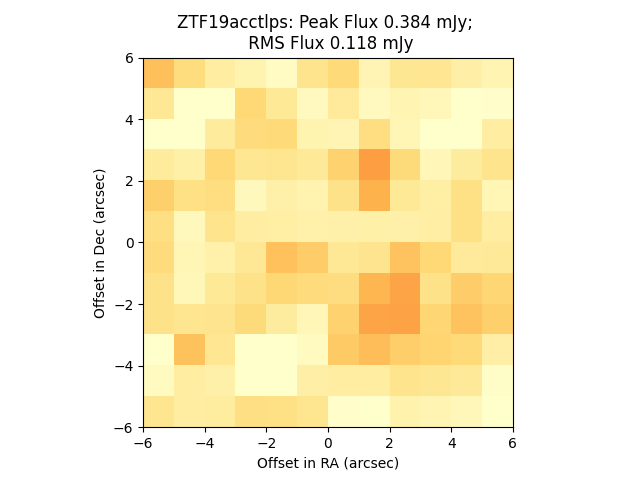 ZTF19acctlps: Peak Flux 0.384 mJy;
RMS Flux 0.118 mJy
6
4
2
0
−2
−4
−6
Offset in Dec (arcsec)
−6 −4 −2 0 2 4 6
Offset in RA (arcsec)